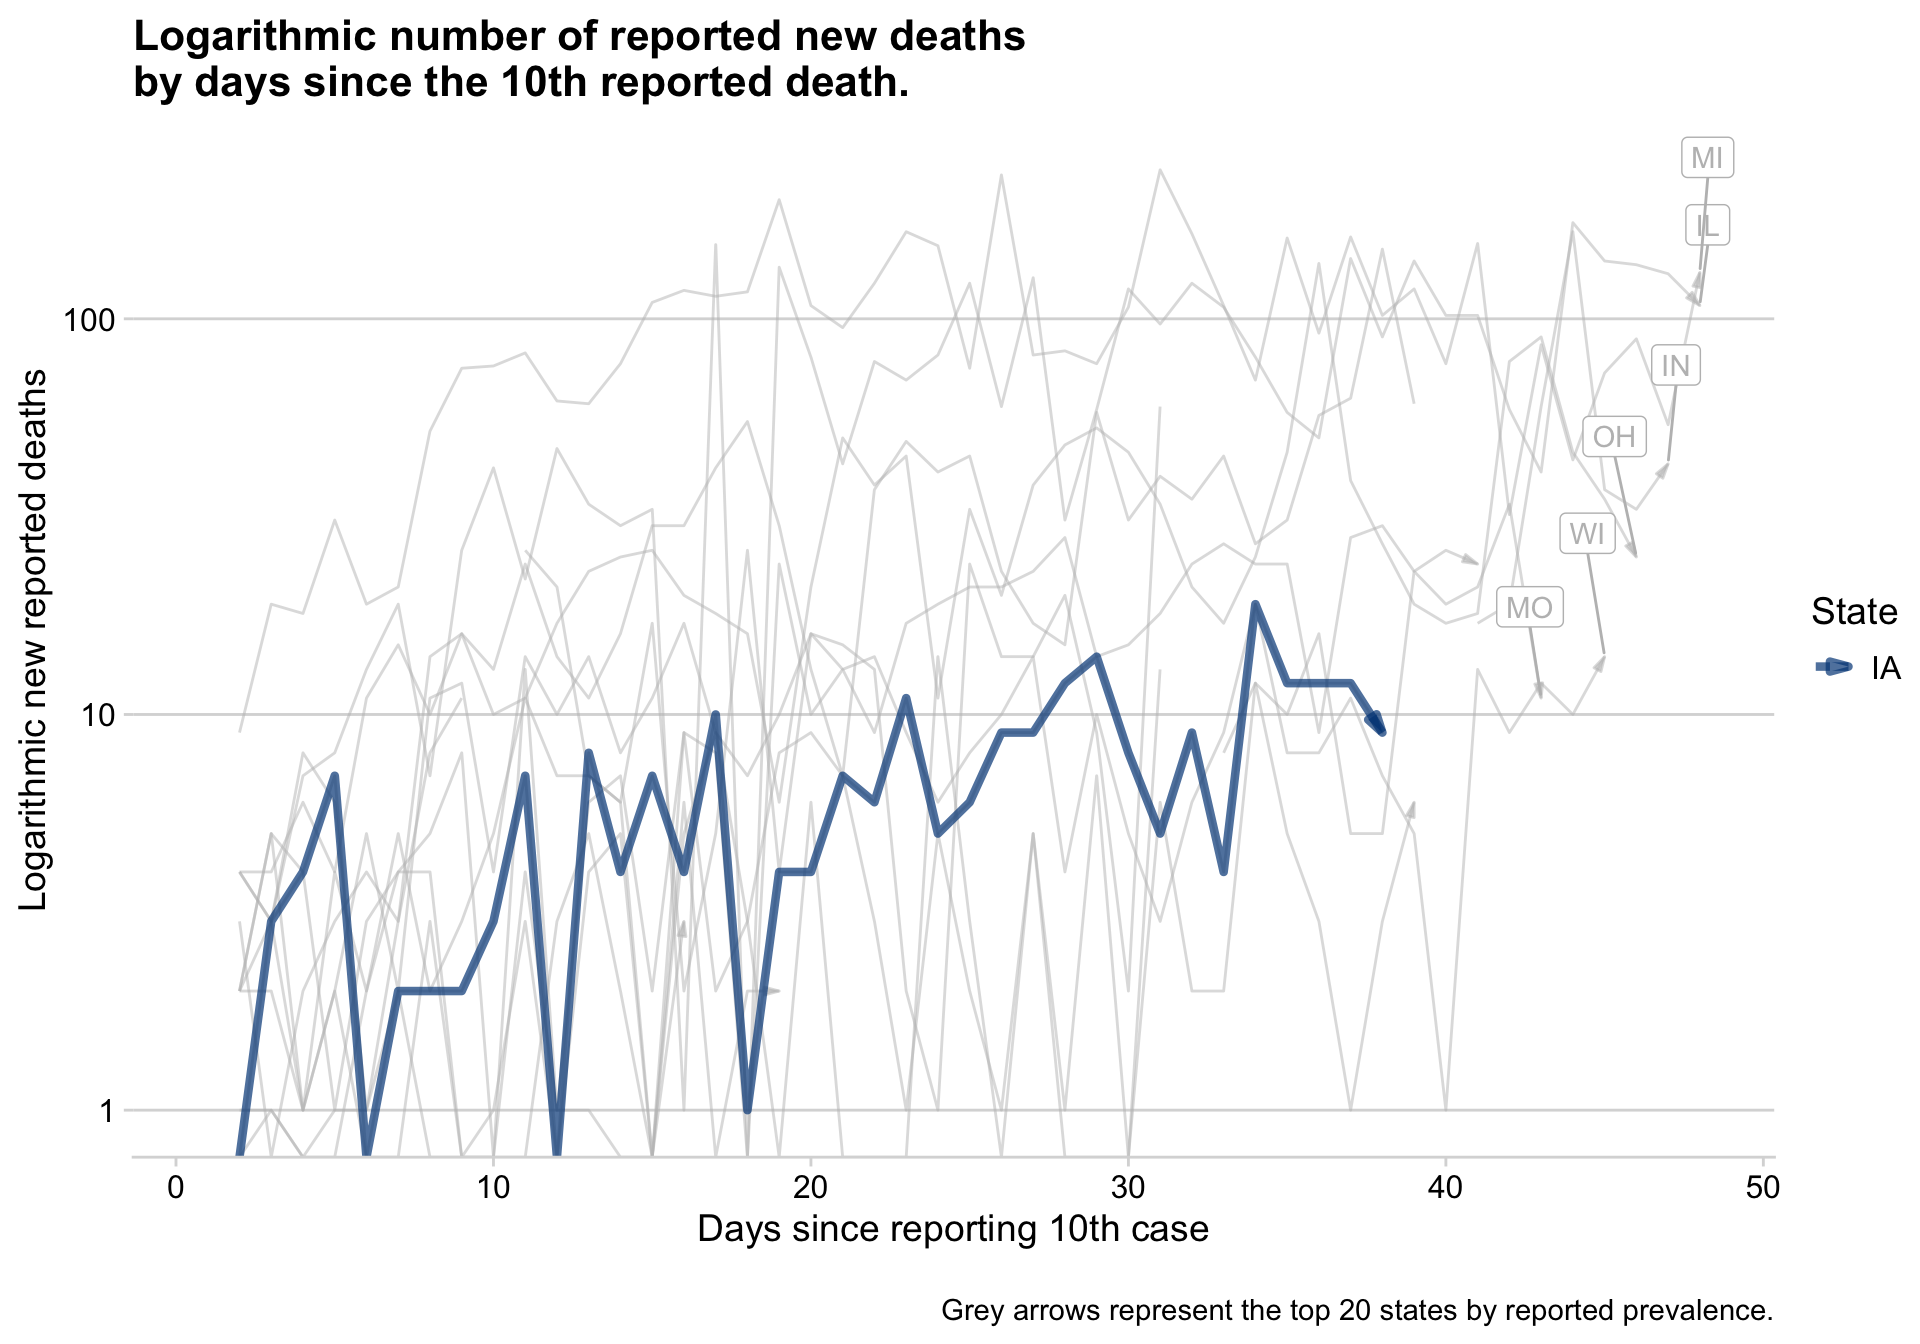 Logarithmic number of reported new deaths
by days since the 10th reported death.
MI
IL
100
IN
OH
WI
MO
State
IA
10
1
Logarithmic new reported deaths
0 10 20 30 40 50
Days since reporting 10th case
Grey arrows represent the top 20 states by reported prevalence.